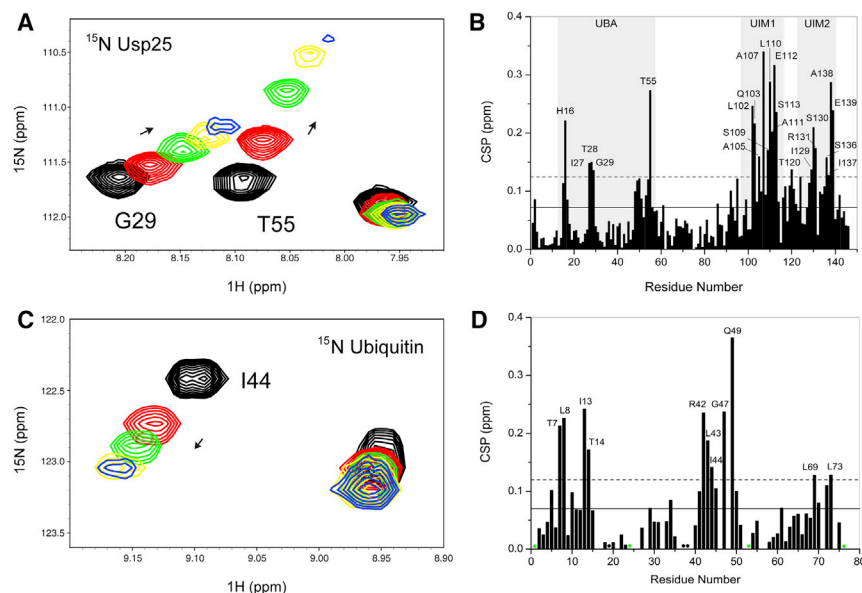 A
15N Usp25
110.5
111.0
111.5
112.0
15N (ppm)
G29
T55
8.20
8.15
8.10
8.05
8.00
7.95
1H (ppm)
B
UBA
UIM1
UIM2
0.4
0.3
0.2
0.1
0.0
CSP (ppm)
L110
A107
E112
T55
A138
Q103
E139
L102
H16
S113
S130
A111
S109
R131
S136
T28
A105
I129
I27
G29
T120
I137
0
20
40
60
80
100
120
140
Residue Number
C
15N Ubiquitin
122.0
122.5
123.0
123.5
15N (ppm)
I44
9.15
9.10
9.05
9.00
8.95
8.90
1H (ppm)
D
0.4
0.3
0.2
0.1
0.0
CSP (ppm)
Q49
I13
R42
G47
T7
L8
L43
T14
I44
L69
L73
0
10
20
30
40
50
60
70
80
Residue Number